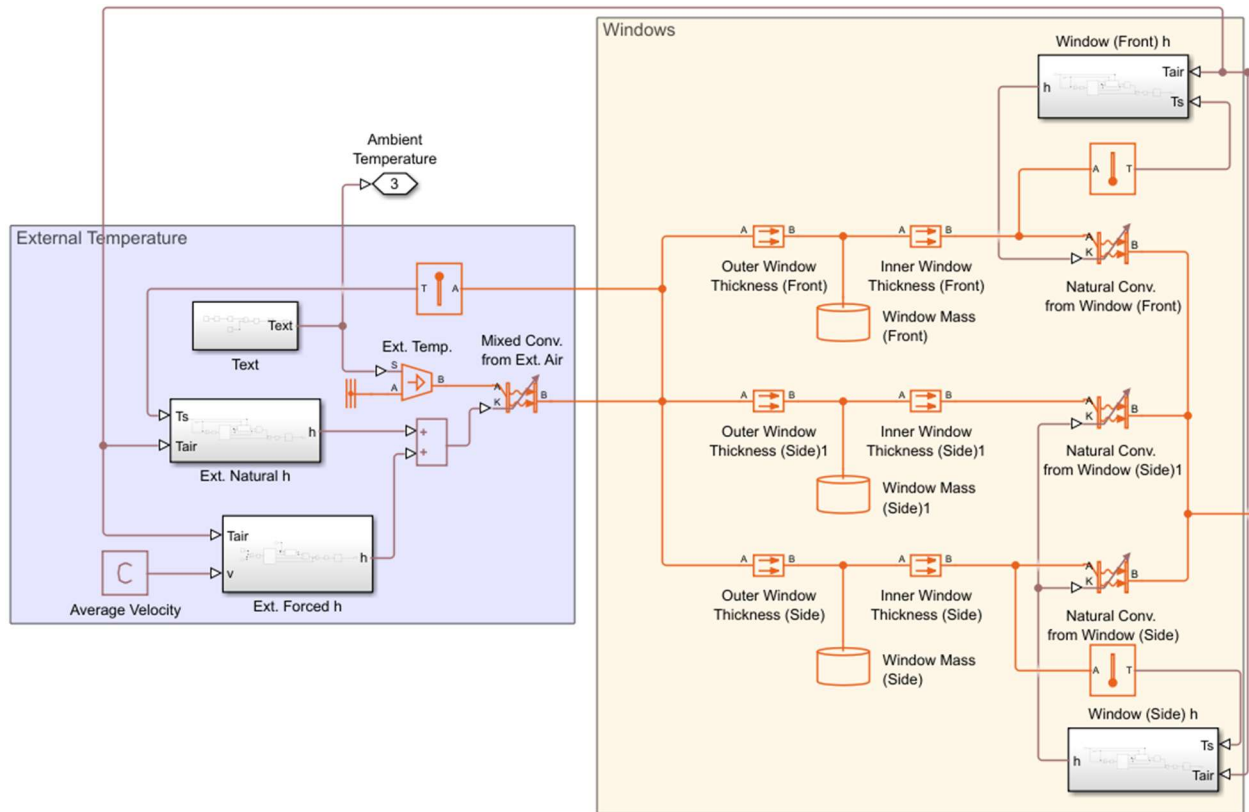 Windows
Window (Front) h
Tair
h
Ts
Ambient
Temperature
3
A T
External Temperature
A B A B A B
K
Outer Window
Thickness (Front)
Inner Window
Thickness (Front)
Natural Conv.
from Window (Front)
Window Mass
(Front)
T A
Text
Text
Ext. Temp.
S
A B
Mixed Conv.
from Ext. Air
A B
K
Ts
Tair
h
Ext. Natural h
+
+
A B A B A B
K
Outer Window
Thickness (Side)1
Inner Window
Thickness (Side)1
Natural Conv.
from Window (Side)1
Window Mass
(Side)1
Tair
v
h
Ext. Forced h
C
Average Velocity
A B A B A B
K
Outer Window
Thickness (Side)
Inner Window
Thickness (Side)
Natural Conv.
from Window (Side)
Window Mass
(Side)
A T
Window (Side) h
Ts
h
Tair